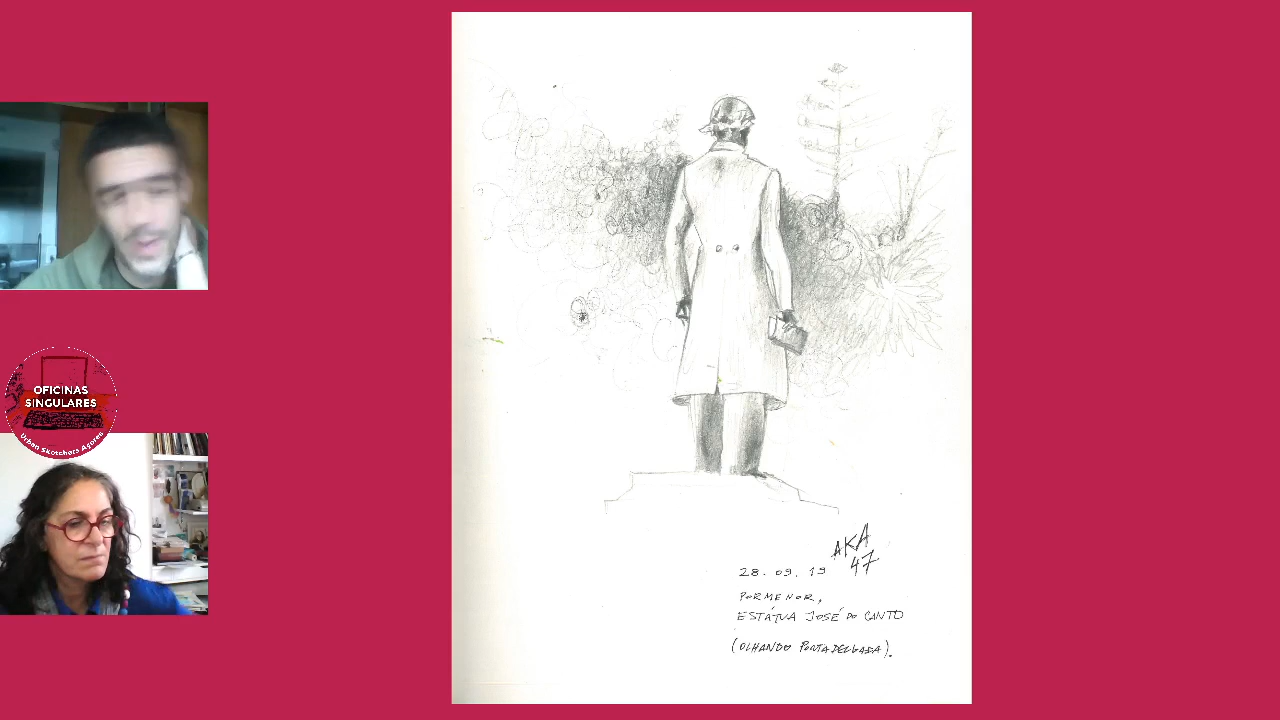 OFICINAS
SINGULARES
Urban Sketchers Açores
AKA
47
28.09.19
PORMENOR,
ESTÁTUA JOSÉ DO CANTO
(OLHANDO PONTA DELGADA).